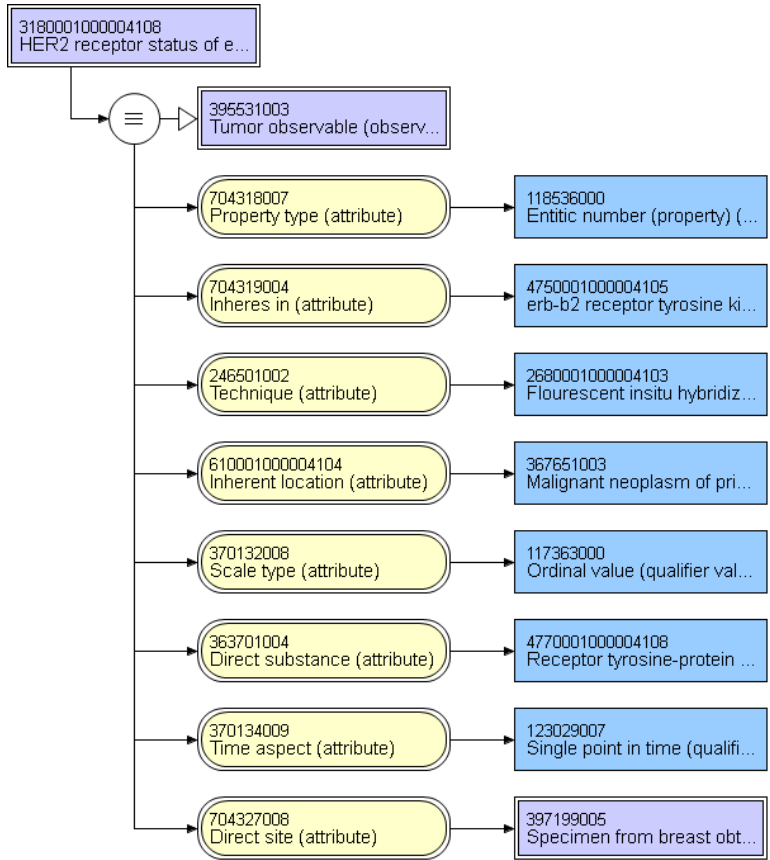 3180001000004108
HER2 receptor status of e...
395531003
Tumor observable (observ...
704318007
Property type (attribute)
118536000
Entitic number (property) (...
704319004
Inheres in (attribute)
4750001000004105
erb-b2 receptor tyrosine ki...
246501002
Technique (attribute)
2680001000004103
Flourescent insitu hybridiz...
610001000004104
Inherent location (attribute)
367651003
Malignant neoplasm of pri...
370132008
Scale type (attribute)
117363000
Ordinal value (qualifier val...
363701004
Direct substance (attribute)
4770001000004108
Receptor tyrosine-protein ...
370134009
Time aspect (attribute)
123029007
Single point in time (qualifi...
704327008
Direct site (attribute)
397199005
Specimen from breast obt...